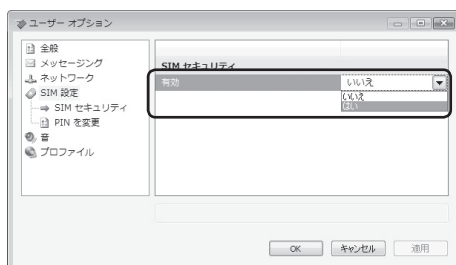 ユーザー オプション
全般
メッセージング
ネットワーク
SIM 設定
SIM セキュリティ
PIN を変更
音
プロファイル
SIM セキュリティ
有効 いいえ
いいえ
はい
OK キャンセル 適用